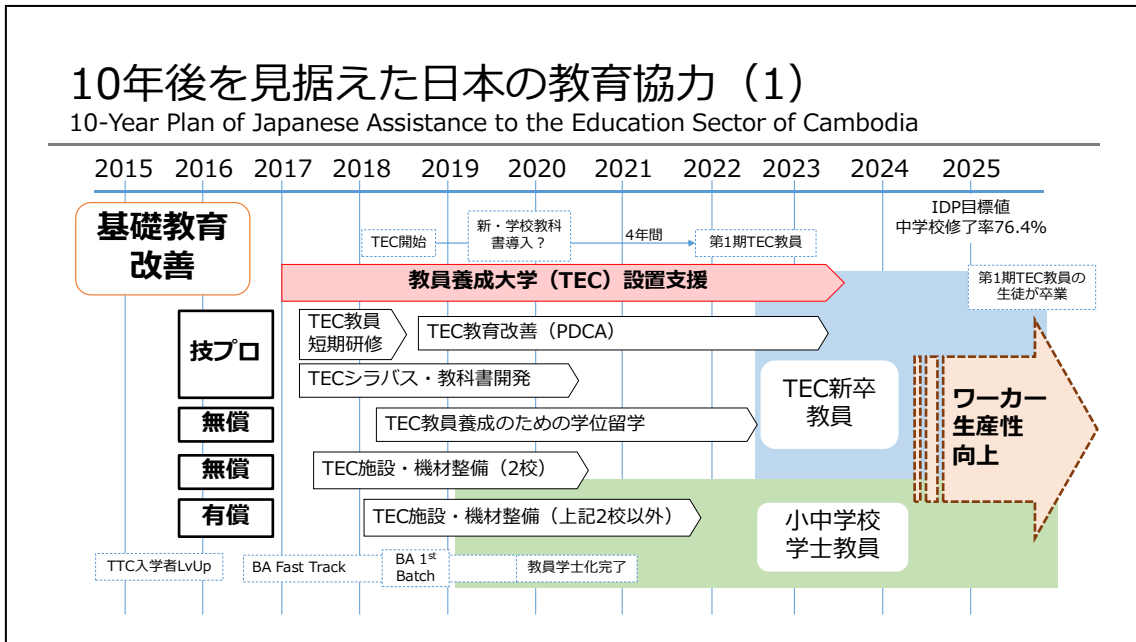 10年後を見据えた日本の教育協力（1）
10-Year Plan of Japanese Assistance to the Education Sector of Cambodia
2015 2016 2017 2018 2019 2020 2021 2022 2023 2024 2025
基礎教育
改善
TEC開始
新・学校教科
書導入？
4年間
第1期TEC教員
IDP目標値
中学校修了率76.4%
教員養成大学（TEC）設置支援
第1期TEC教員の
生徒が卒業
技プロ
TEC教員
短期研修
TEC教育改善（PDCA）
TECシラバス・教科書開発
無償
TEC教員養成のための学位留学
TEC新卒
教員
ワーカー
生産性
向上
無償
TEC施設・機材整備（2校）
有償
TEC施設・機材整備（上記2校以外）
小中学校
学士教員
TTC入学者LvUp
BA Fast Track
BA 1st
Batch
教員学士化完了